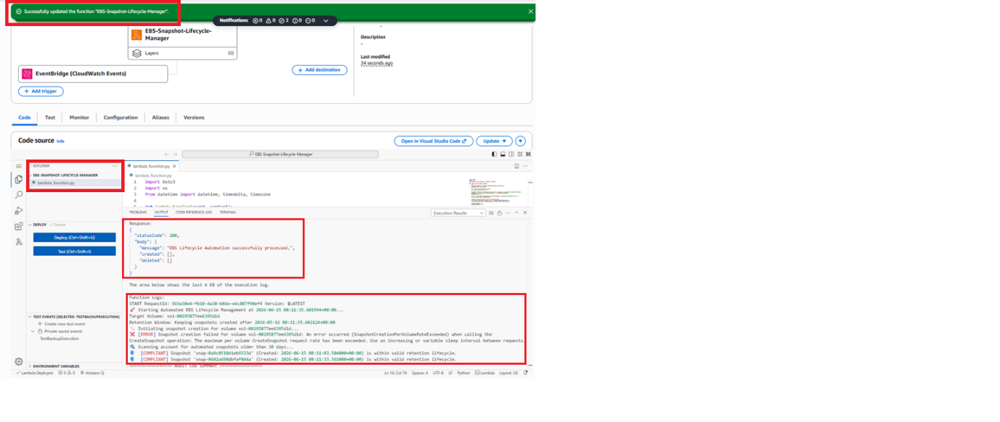 Successfully updated the function "EBS-Snapshot-Lifecycle-Manager".
Notifications 0 0 2 0 0
EBS-Snapshot-Lifecycle-Manager
Layers (0)
EventBridge (CloudWatch Events)
+ Add trigger
+ Add destination
-
Description
-
Last modified
34 seconds ago
Code Test Monitor Configuration Aliases Versions
Code source Info
Open in Visual Studio Code Update
EBS-Snapshot-Lifecycle-Manager
EXPLORER
EBS-SNAPSHOT-LIFECYCLE-MANAGER
lambda_function.py
DEPLOY Current
Deploy (Ctrl+Shift+U)
Test (Ctrl+Shift+I)
TEST EVENTS [SELECTED: TESTBACKUPEXECUTION]
+ Create new test event
Private saved events
TestBackupExecution
ENVIRONMENT VARIABLES
lambda_function.py
lambda_function.py
1 import boto3
2 import os
3 from datetime import datetime, timedelta, timezone
4
PROBLEMS OUTPUT CODE REFERENCE LOG TERMINAL
Execution Results
Response:
{
"statusCode": 200,
"body": {
"message": "EBS Lifecycle Automation successfully processed.",
"created": [],
"deleted": []
}
}
The area below shows the last 4 KB of the execution log.
Function Logs:
START RequestId: 919a38e4-fb18-4a38-b86e-w4c887f98ef9 Version: $LATEST
Starting Automated EBS Lifecycle Management at 2026-06-15 08:11:35.601994+00:00...
Target Volume: vol-00295877ee6395d1d
Retention Window: Keeping snapshots created after 2026-05-16 08:11:35.602124+00:00
Initiating snapshot creation for volume vol-00295877ee6395d1d...
❌ [ERROR] Snapshot creation failed for volume vol-00295877ee6395d1d: An error occurred (SnapshotCreationPerVolumeRateExceeded) when calling the
CreateSnapshot operation: The maximum per volume CreateSnapshot request rate has been exceeded. Use an increasing or variable sleep interval between requests.
Scanning account for automated snapshots older than 30 days...
[COMPLIANT] Snapshot 'snap-0a9c0518d1eb9333d' (Created: 2026-06-15 08:11:03.504000+00:00) is within valid retention lifecycle.
[COMPLIANT] Snapshot 'snap-0602a698dbfaf844a' (Created: 2026-06-15 08:11:33.361000+00:00) is within valid retention lifecycle.
Lambda Deployed 0 0 Amazon Q
Ln 14, Col 74 Spaces: 4 UTF-8 LF Python Lambda Layout: US